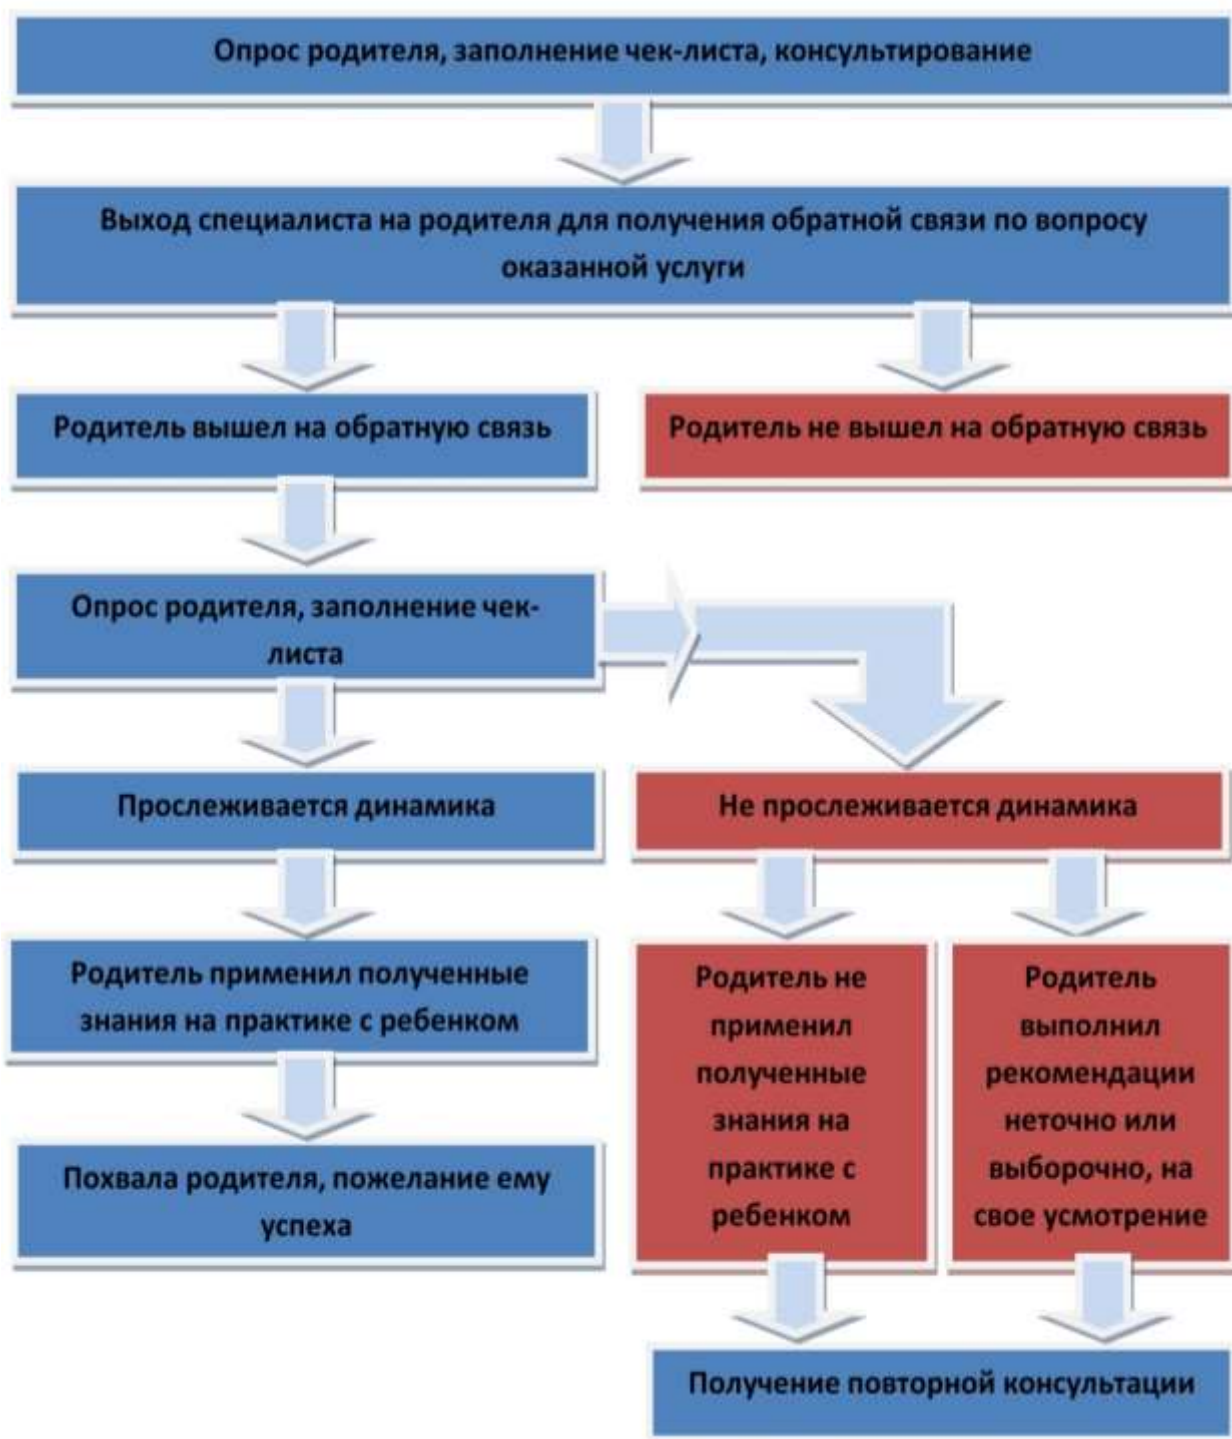 Опрос родителя, заполнение чек-листа, консультирование
Выход специалиста на родителя для получения обратной связи по вопросу
оказанной услуги
Родитель вышел на обратную связь
Родитель не вышел на обратную связь
Опрос родителя, заполнение чек-
листа
Прослеживается динамика
Не прослеживается динамика
Родитель применил полученные
знания на практике с ребенком
Родитель не
применил
полученные
знания на
практике с
ребенком
Родитель
выполнил
рекомендации
неточно или
выборочно, на
свое усмотрение
Похвала родителя, пожелание ему
успеха
Получение повторной консультации